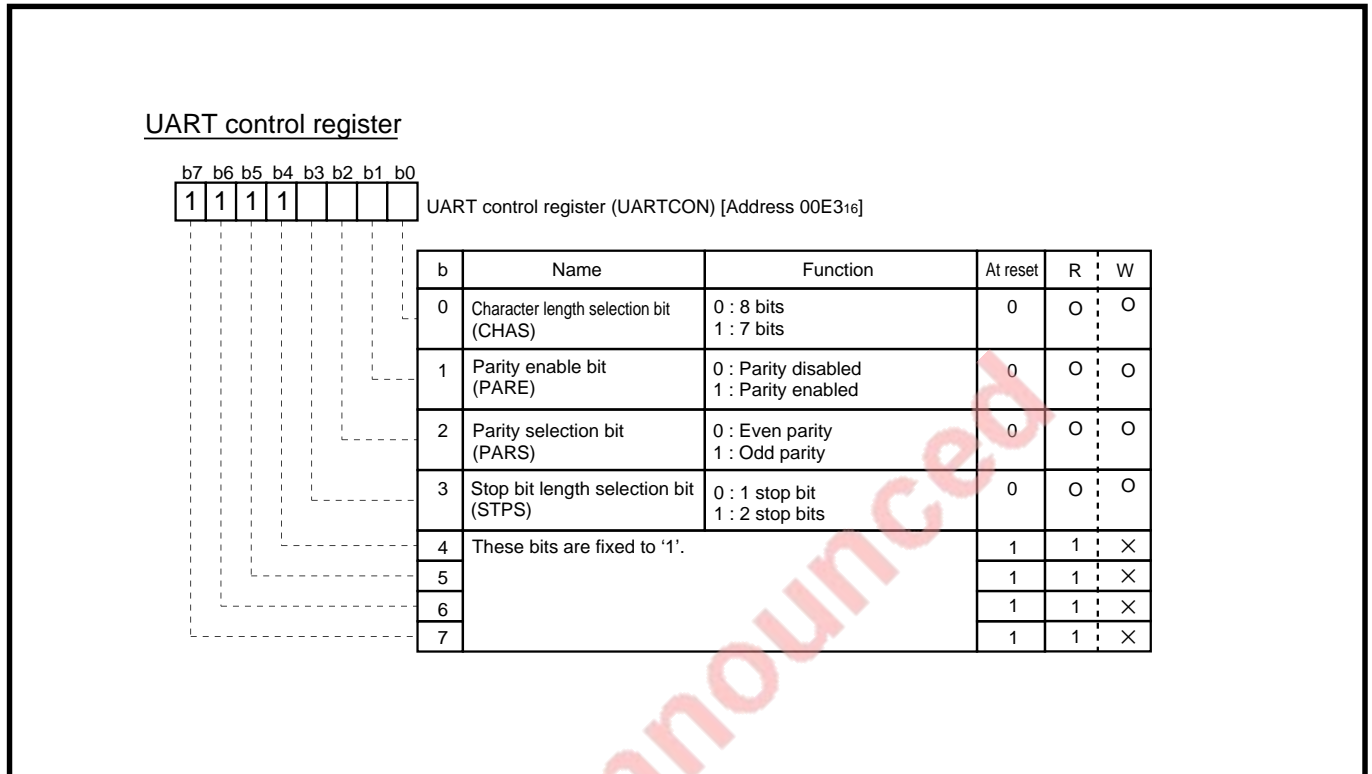 UART control register
b7 b6 b5 b4 b3 b2 b1 b0
1 1 1 1
UART control register (UARTCON) [Address 00E316]
b Name Function At reset R W
0 Character length selection bit (CHAS) 0 : 8 bits 1 : 7 bits 0 O O
1 Parity enable bit (PARE) 0 : Parity disabled 1 : Parity enabled 0 O O
2 Parity selection bit (PARS) 0 : Even parity 1 : Odd parity 0 O O
3 Stop bit length selection bit (STPS) 0 : 1 stop bit 1 : 2 stop bits 0 O O
4 These bits are fixed to ‘1’. 1 1 ×
5 1 1 ×
6 1 1 ×
7 1 1 ×